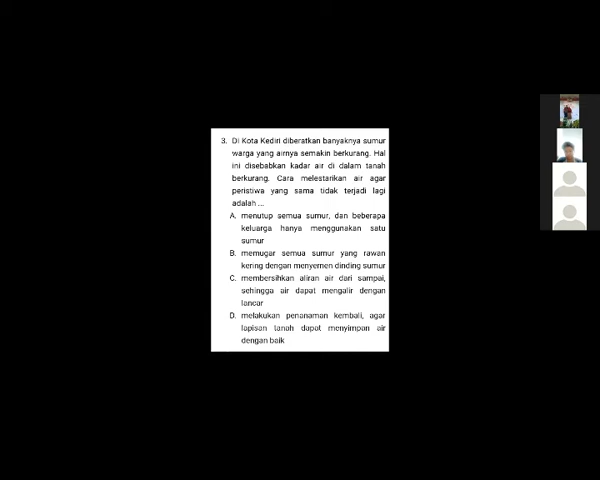 3. Di Kota Kediri diberatkan banyaknya sumur
warga yang airnya semakin berkurang. Hal
ini disebabkan kadar air di dalam tanah
berkurang. Cara melestarikan air agar
peristiwa yang sama tidak terjadi lagi
adalah ...
A. menutup semua sumur, dan beberapa
keluarga hanya menggunakan satu
sumur
B. memugar semua sumur yang rawan
kering dengan menyemen dinding sumur
C. membersihkan aliran air dari sampai,
sehingga air dapat mengalir dengan
lancar
D. melakukan penanaman kembali, agar
lapisan tanah dapat menyimpan air
dengan baik